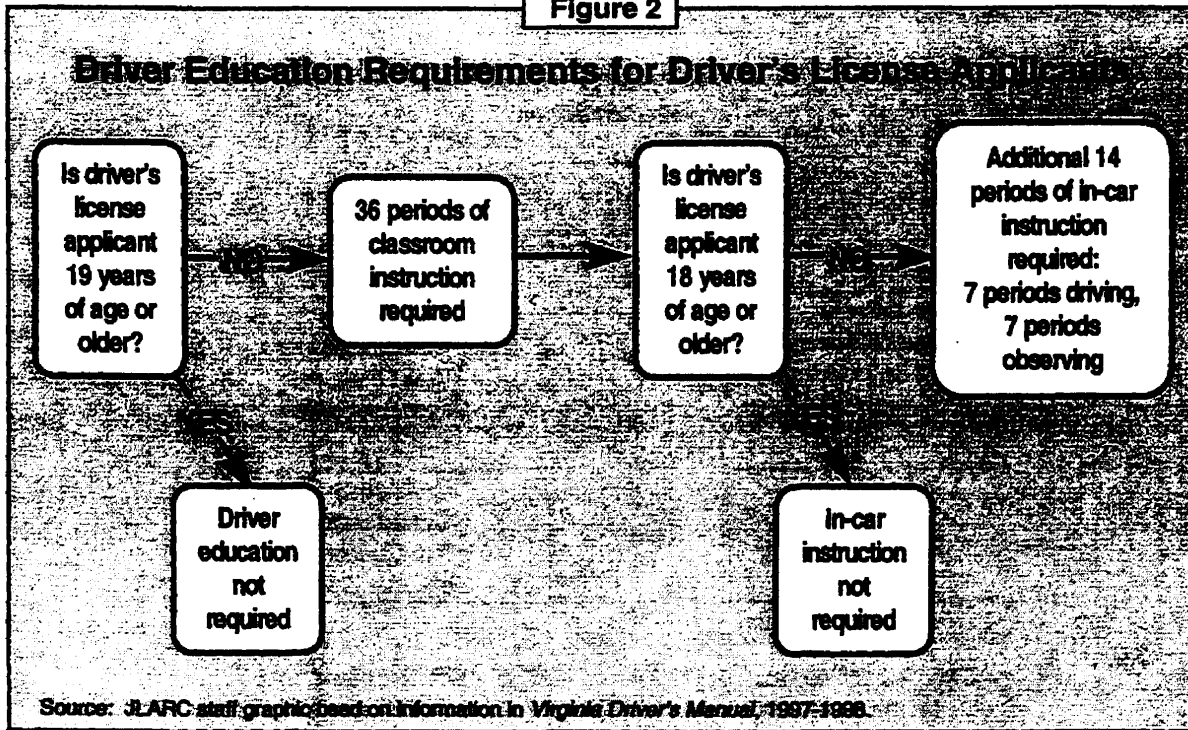 Figure 2
Driver Education Requirements for Driver's License Applicants
Is driver's
license
applicant
19 years
of age or
older?
NO
36 periods of
classroom
instruction
required
Is driver's
license
applicant
18 years
of age or
older?
NO
Additional 14
periods of in-car
instruction
required:
7 periods driving,
7 periods
observing
YES
YES
Driver
education
not
required
In-car
instruction
not
required
Source: JLARC staff graphic based on information in Virginia Driver's Manual, 1997-1998.